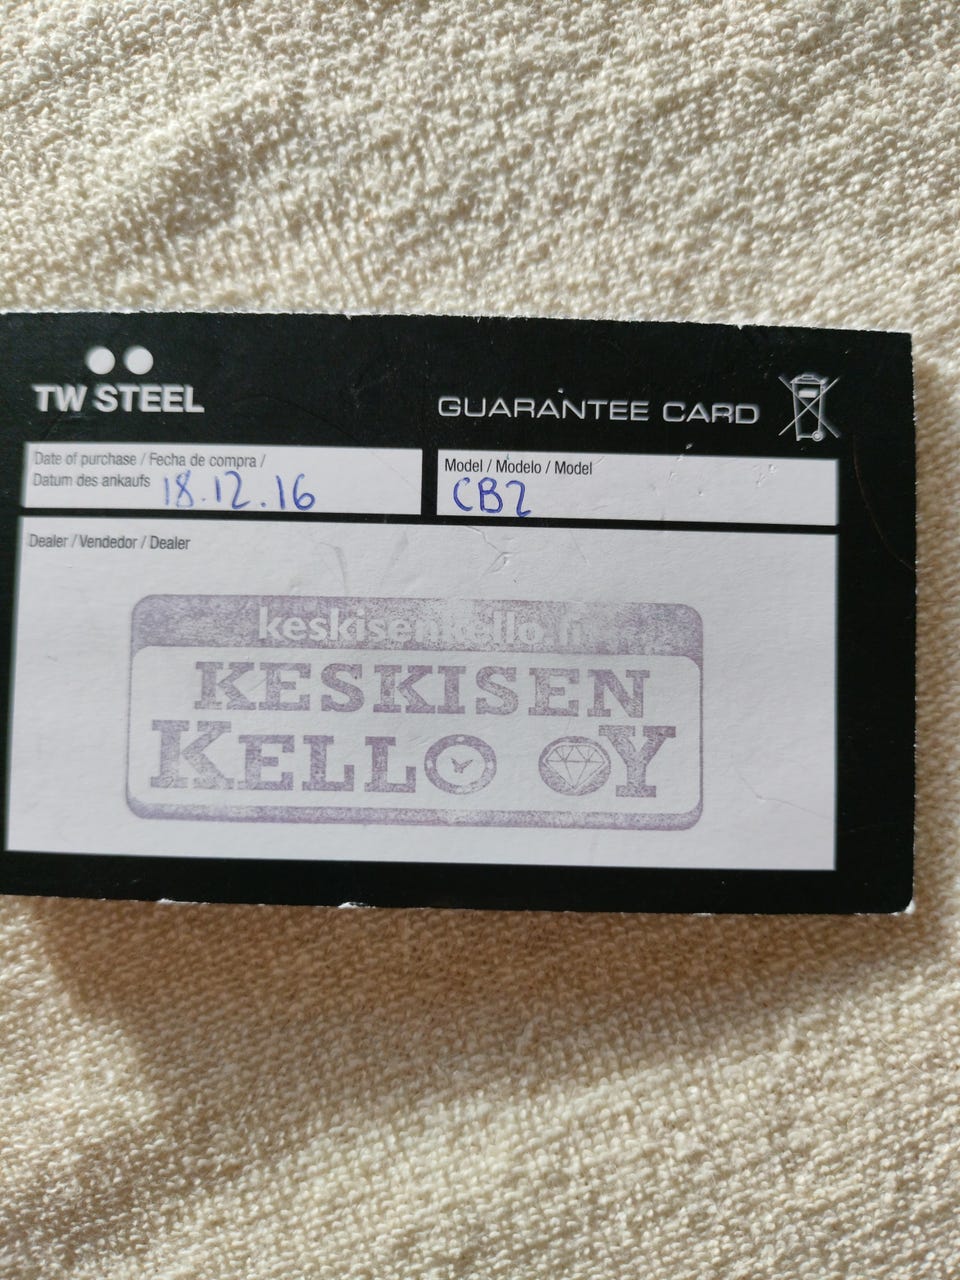 TW STEEL
GUARANTEE CARD
Date of purchase / Fecha de compra /
Datum des ankaufs 18.12.16
Model / Modelo / Model
CB2
Dealer / Vendedor / Dealer
keskisenkello.fi
KESKISEN
KELLO OY